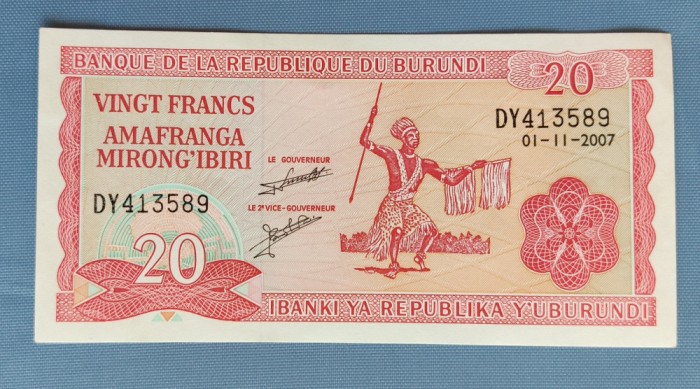 BANQUE DE LA REPUBLIQUE DU BURUNDI
20
VINGT FRANCS
AMAFRANGA
MIRONG'IBIRI
DY413589
01-11-2007
LE GOUVERNEUR
DY413589
LE 2e VICE-GOUVERNEUR
20
IBANKI YA REPUBLIKA Y'UBURUNDI